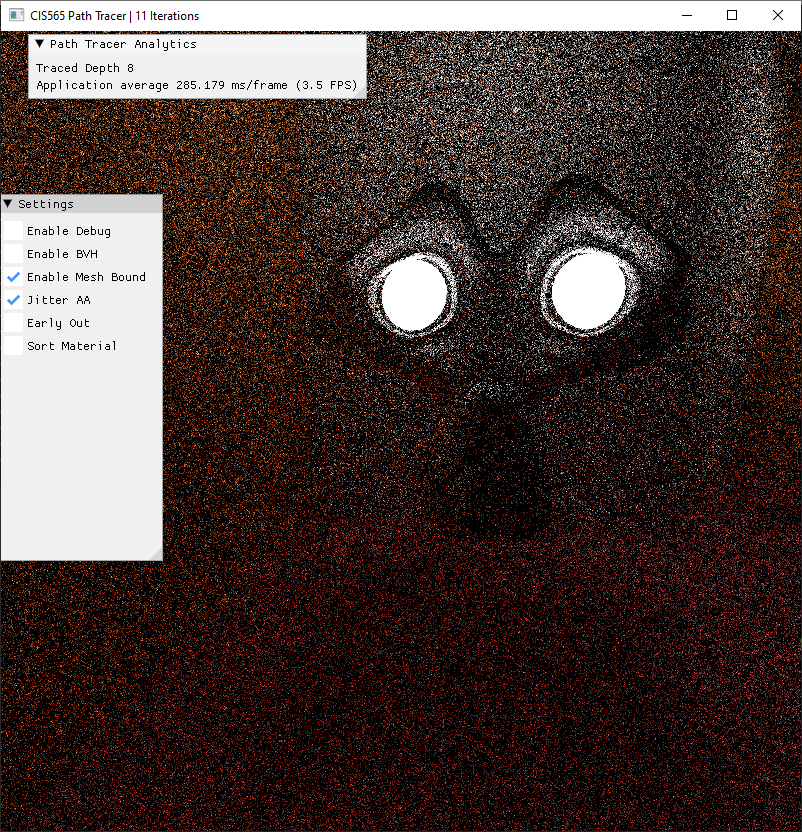 CIS565 Path Tracer | 11 Iterations
Path Tracer Analytics
Traced Depth 8
Application average 285.179 ms/frame (3.5 FPS)
Settings
Enable Debug
Enable BVH
Enable Mesh Bound
Jitter AA
Early Out
Sort Material